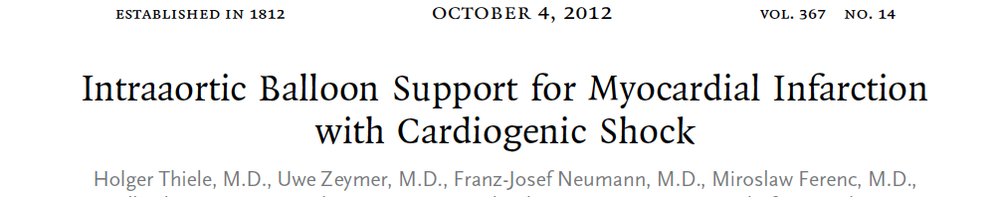 ESTABLISHED IN 1812 OCTOBER 4, 2012 VOL. 367 NO. 14
Intraaortic Balloon Support for Myocardial Infarction
with Cardiogenic Shock
Holger Thiele, M.D., Uwe Zeymer, M.D., Franz-Josef Neumann, M.D., Miroslaw Ferenc, M.D.,